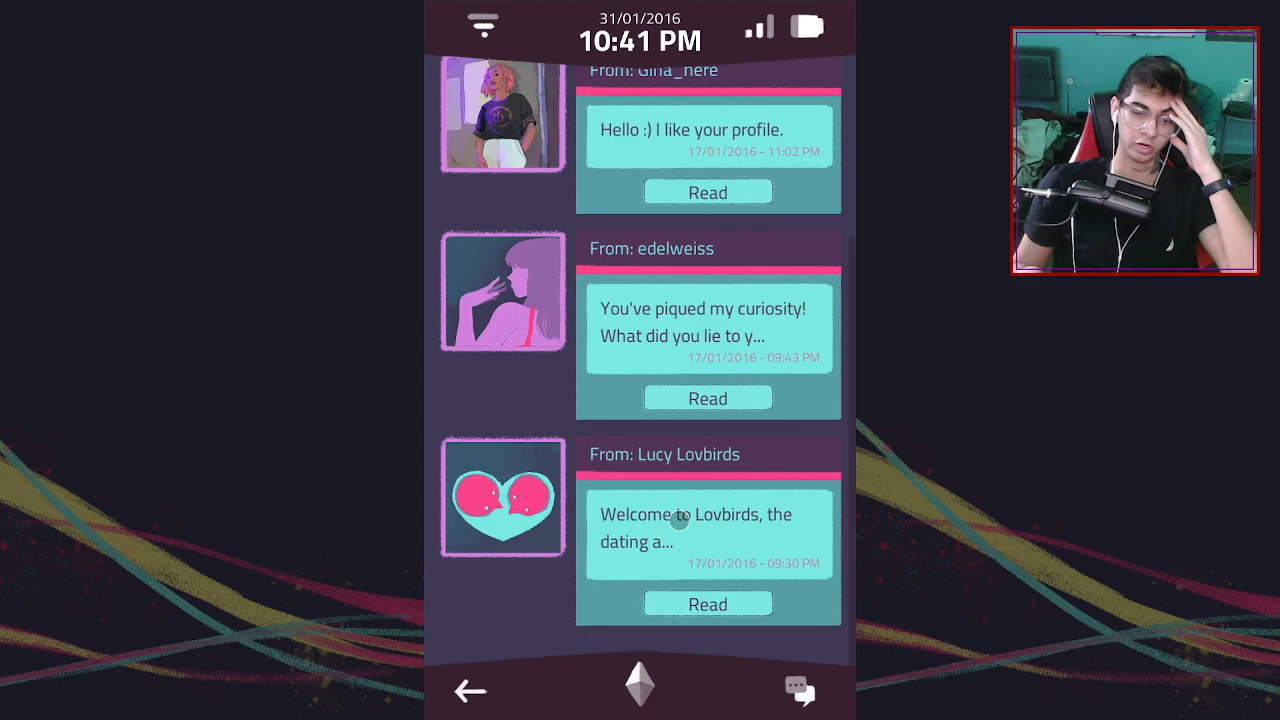 31/01/2016
10:41 PM
From: Gina_here
Hello :) I like your profile.
17/01/2016 - 11:02 PM
Read
From: edelweiss
You've piqued my curiosity!
What did you lie to y...
17/01/2016 - 09:43 PM
Read
From: Lucy Lovbirds
Welcome to Lovbirds, the
dating a...
17/01/2016 - 09:30 PM
Read